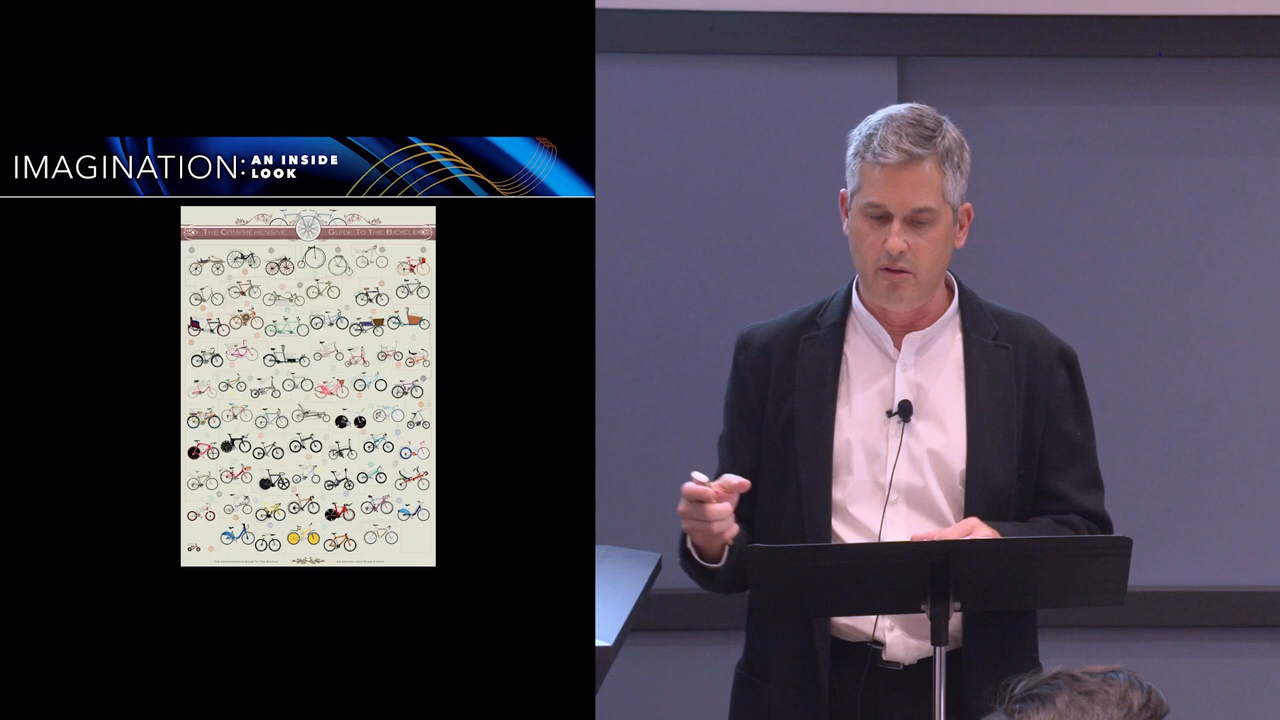 IMAGINATION: AN INSIDE
LOOK
THE COMPREHENSIVE GUIDE TO THE BICYCLE